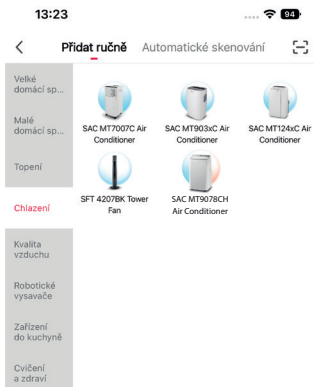 13:23
94
Přidat ručně
Automatické skenování
Velké
domácí sp...
Malé
domácí sp...
Topení
Chlazení
Kvalita
vzduchu
Robotické
vysavače
Zařízení
do kuchyně
Cvičení
a zdraví
SAC MT7007C Air
Conditioner
SAC MT903xC Air
Conditioner
SAC MT124xC Air
Conditioner
SFT 4207BK Tower
Fan
SAC MT9078CH
Air Conditioner